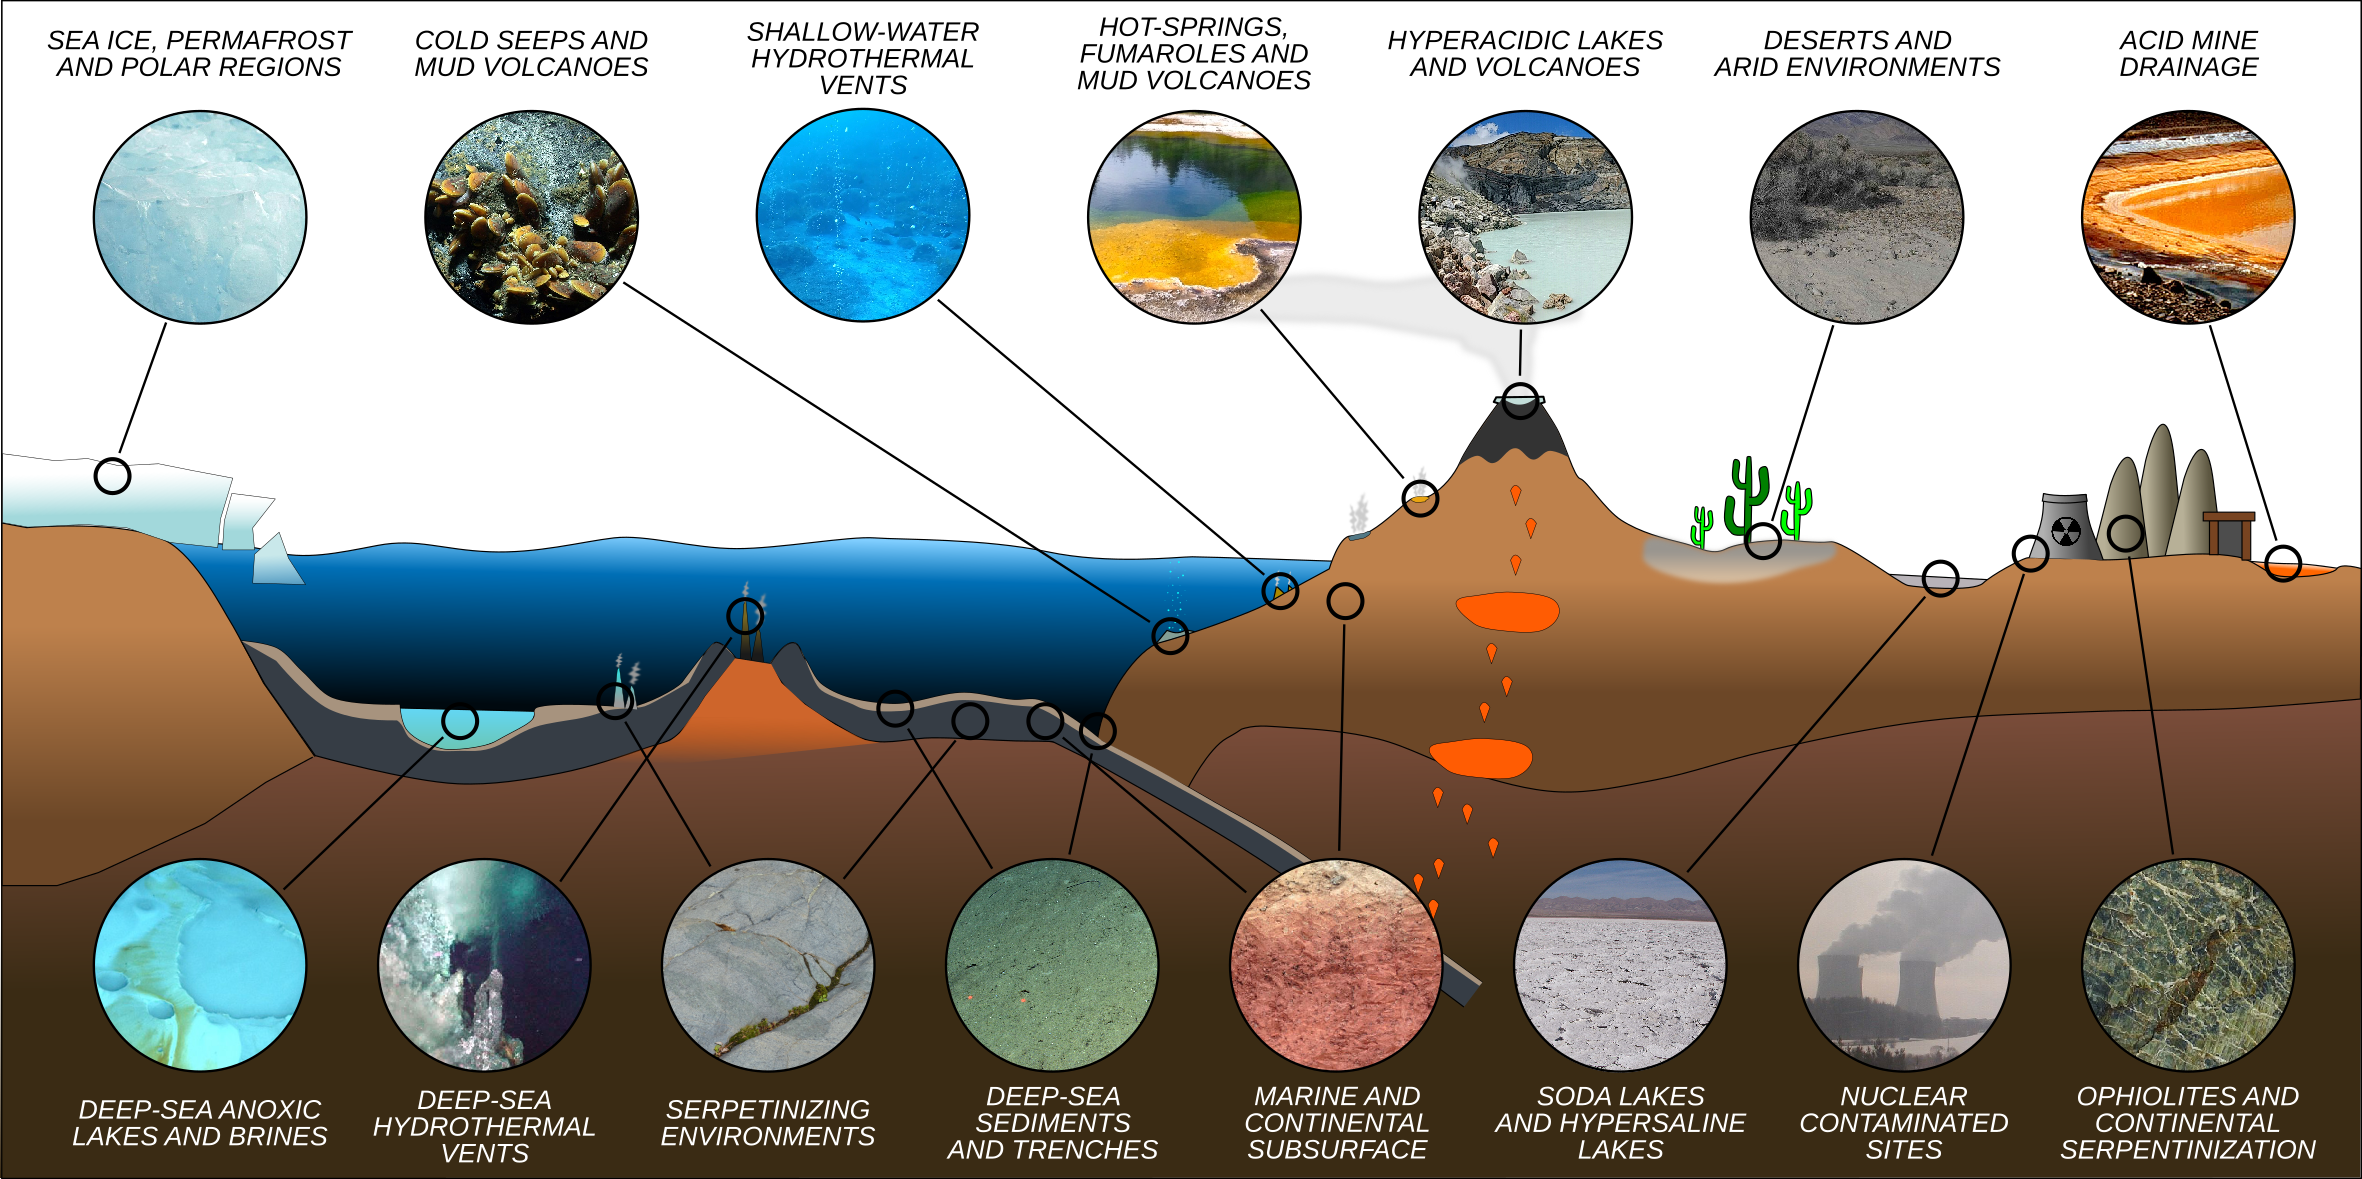 SEA ICE, PERMAFROST
AND POLAR REGIONS
COLD SEEPS AND
MUD VOLCANOES
SHALLOW-WATER
HYDROTHERMAL
VENTS
HOT-SPRINGS,
FUMAROLES AND
MUD VOLCANOES
HYPERACIDIC LAKES
AND VOLCANOES
DESERTS AND
ARID ENVIRONMENTS
ACID MINE
DRAINAGE
DEEP-SEA ANOXIC
LAKES AND BRINES
DEEP-SEA
HYDROTHERMAL
VENTS
SERPETINIZING
ENVIRONMENTS
DEEP-SEA
SEDIMENTS
AND TRENCHES
MARINE AND
CONTINENTAL
SUBSURFACE
SODA LAKES
AND HYPERSALINE
LAKES
NUCLEAR
CONTAMINATED
SITES
OPHIOLITES AND
CONTINENTAL
SERPENTINIZATION